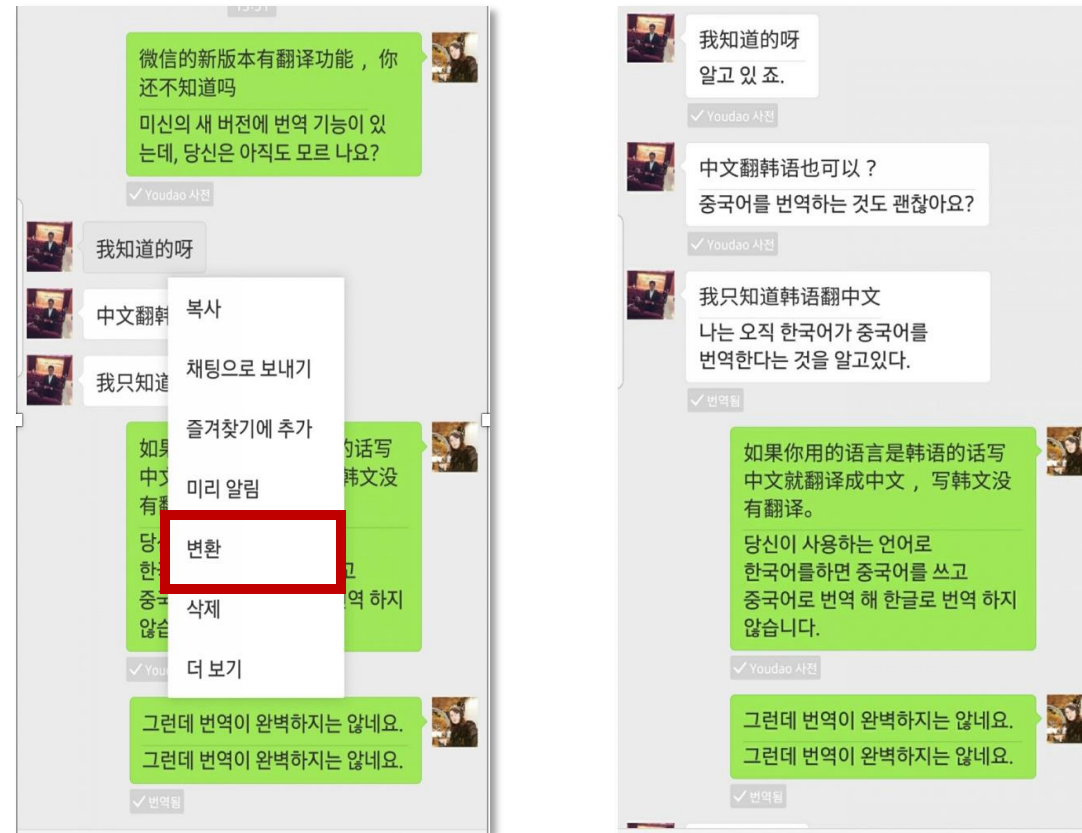 微信的新版本有翻译功能，你
还不知道吗
미신의 새 버전에 번역 기능이 있
는데, 당신은 아직도 모르 나요?
✓ Youdao 사전
我知道的呀
中文翻韩
我只知道
복사
채팅으로 보내기
즐겨찾기에 추가
미리 알림
변환
삭제
더 보기
如果 的话写
中文 韩文没
有
당
한 고
중국 역 하지
않습
✓ You
그런데 번역이 완벽하지는 않네요.
그런데 번역이 완벽하지는 않네요.
✓ 번역됨
我知道的呀
알고 있 죠.
✓ Youdao 사전
中文翻韩语也可以？
중국어를 번역하는 것도 괜찮아요?
✓ Youdao 사전
我只知道韩语翻中文
나는 오직 한국어가 중국어를
번역한다는 것을 알고있다.
✓ 번역됨
如果你用的语言是韩语的话写
中文就翻译成中文，写韩文没
有翻译。
당신이 사용하는 언어로
한국어를하면 중국어를 쓰고
중국어로 번역 해 한글로 번역 하지
않습니다.
✓ Youdao 사전
그런데 번역이 완벽하지는 않네요.
그런데 번역이 완벽하지는 않네요.
✓ 번역됨